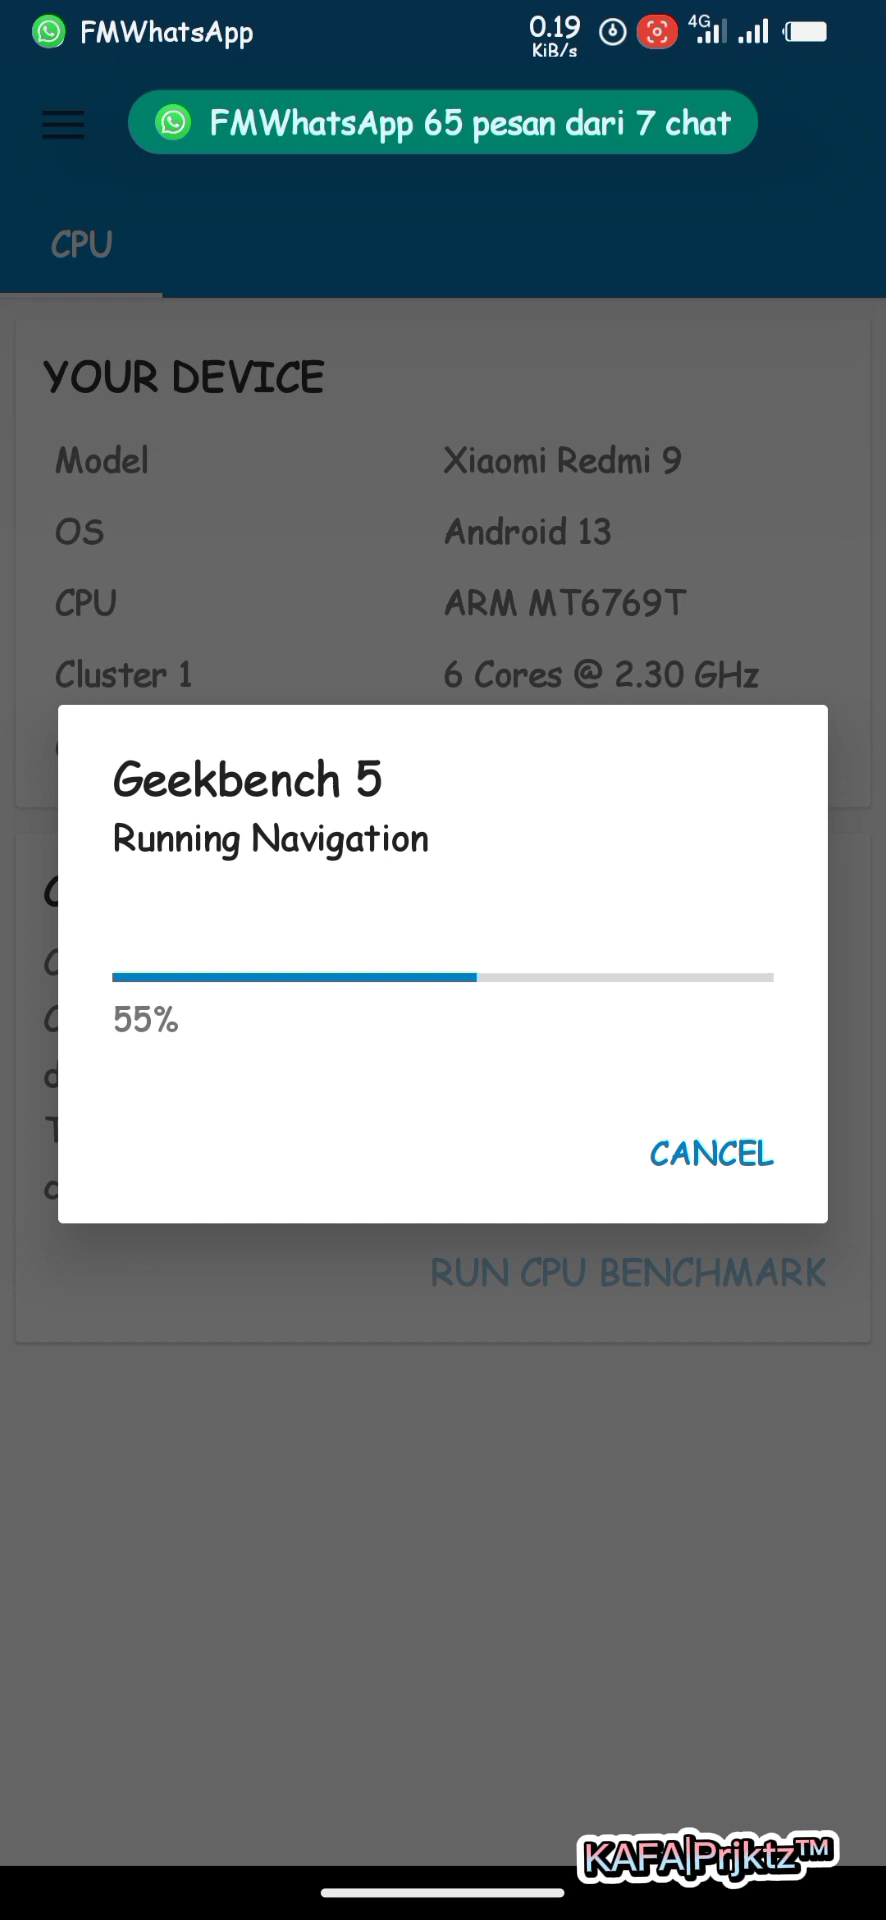 FMWhatsApp
0.19
KiB/s
4G
FMWhatsApp 65 pesan dari 7 chat
CPU
YOUR DEVICE
Model Xiaomi Redmi 9
OS Android 13
CPU ARM MT6769T
Cluster 1 6 Cores @ 2.30 GHz
Geekbench 5
Running Navigation
55%
CANCEL
RUN CPU BENCHMARK
KAFA|Prjktz™